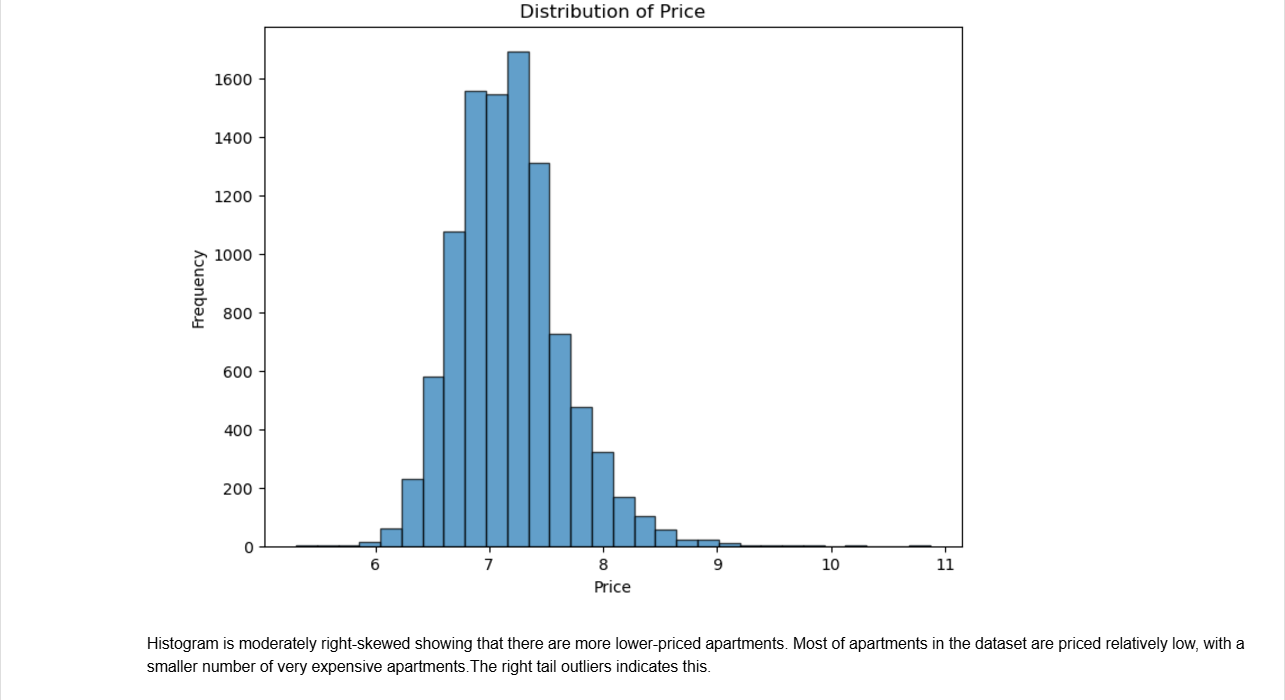 Distribution of Price
1600
1400
1200
1000
800
600
400
200
0
Frequency
6 7 8 9 10 11
Price
Histogram is moderately right-skewed showing that there are more lower-priced apartments. Most of apartments in the dataset are priced relatively low, with a
smaller number of very expensive apartments.The right tail outliers indicates this.